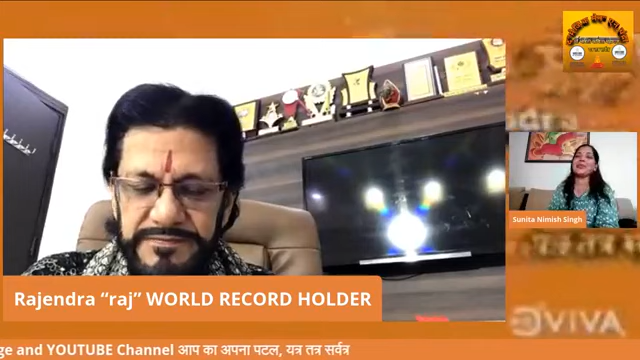 Sunita Nimish Singh
Rajendra “raj” WORLD RECORD HOLDER
VIVA
ge and YOUTUBE Channel आप का अपना पटल, यत्र तत्र सर्वत्र